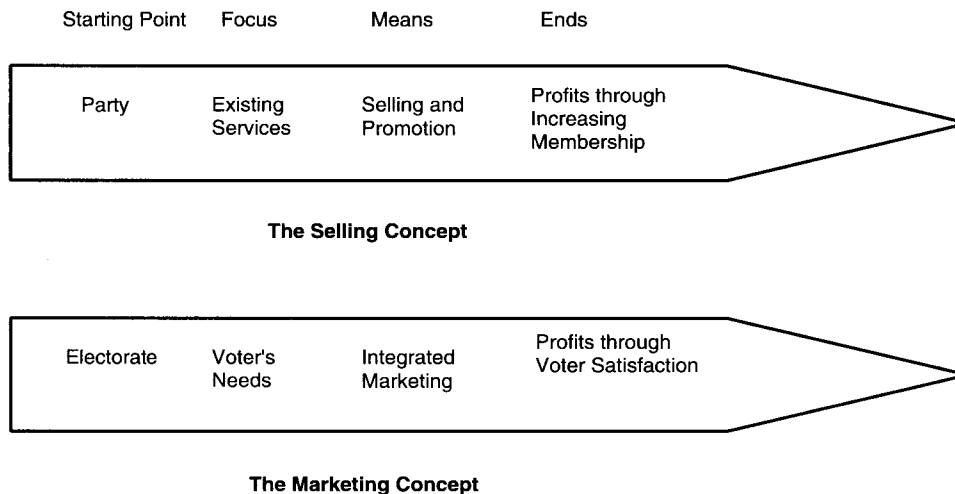 Starting Point Focus Means Ends
Party
Existing
Services
Selling and
Promotion
Profits through
Increasing
Membership
The Selling Concept
Electorate
Voter's
Needs
Integrated
Marketing
Profits through
Voter Satisfaction
The Marketing Concept